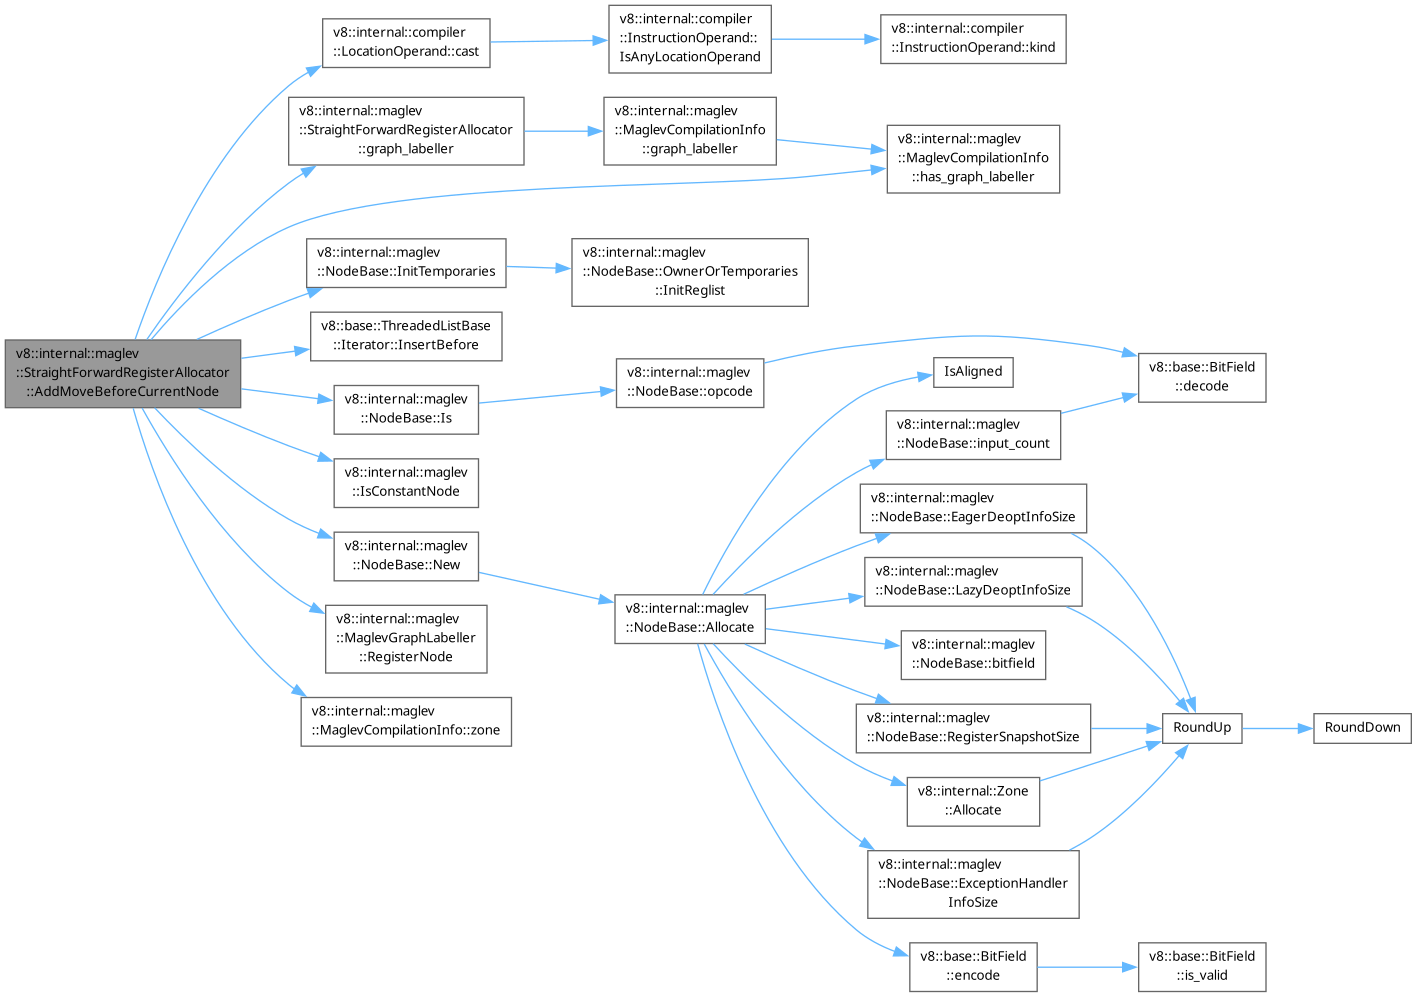 v8::internal::compiler
::LocationOperand::cast
v8::internal::compiler
::InstructionOperand::
IsAnyLocationOperand
v8::internal::compiler
::InstructionOperand::kind
v8::internal::maglev
::StraightForwardRegisterAllocator
::graph_labeller
v8::internal::maglev
::MaglevCompilationInfo
::graph_labeller
v8::internal::maglev
::MaglevCompilationInfo
::has_graph_labeller
v8::internal::maglev
::NodeBase::InitTemporaries
v8::internal::maglev
::NodeBase::OwnerOrTemporaries
::InitReglist
v8::internal::maglev
::StraightForwardRegisterAllocator
::AddMoveBeforeCurrentNode
v8::base::ThreadedListBase
::Iterator::InsertBefore
v8::internal::maglev
::NodeBase::Is
v8::internal::maglev
::NodeBase::opcode
IsAligned
v8::base::BitField
::decode
v8::internal::maglev
::NodeBase::input_count
v8::internal::maglev
::IsConstantNode
v8::internal::maglev
::NodeBase::EagerDeoptInfoSize
v8::internal::maglev
::NodeBase::New
v8::internal::maglev
::NodeBase::LazyDeoptInfoSize
v8::internal::maglev
::NodeBase::Allocate
v8::internal::maglev
::MaglevGraphLabeller
::RegisterNode
v8::internal::maglev
::NodeBase::bitfield
v8::internal::maglev
::MaglevCompilationInfo::zone
v8::internal::maglev
::NodeBase::RegisterSnapshotSize
RoundUp
RoundDown
v8::internal::Zone
::Allocate
v8::internal::maglev
::NodeBase::ExceptionHandler
InfoSize
v8::base::BitField
::encode
v8::base::BitField
::is_valid